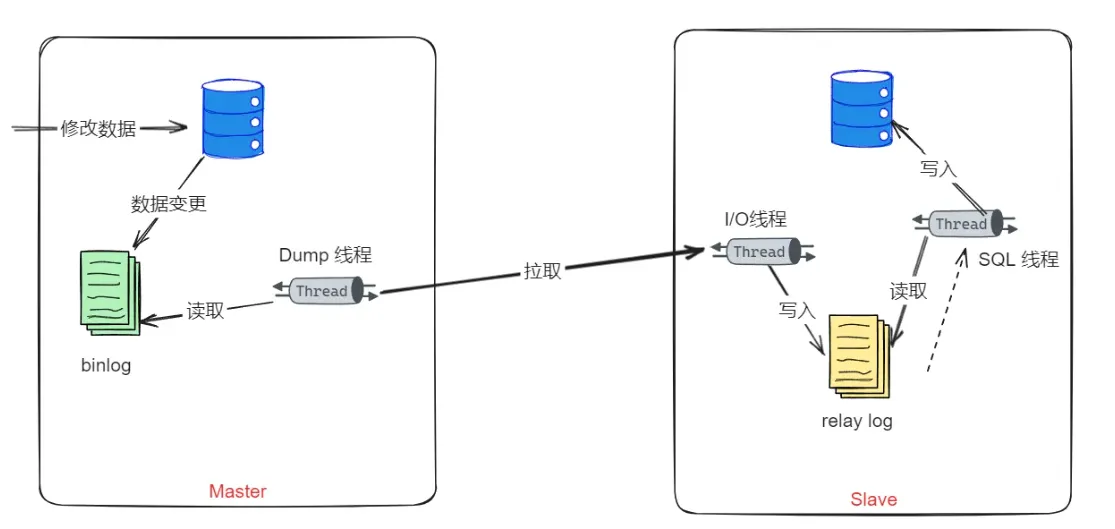 修改数据
数据变更
binlog
读取
Dump 线程
Thread
Master
拉取
I/O线程
Thread
写入
relay log
读取
Thread
SQL 线程
写入
Slave